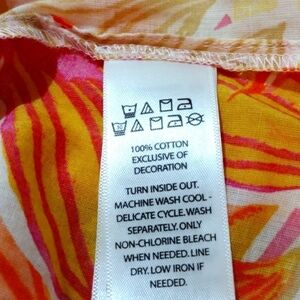 100% COTTON
EXCLUSIVE OF
DECORATION
TURN INSIDE OUT.
MACHINE WASH COOL -
DELICATE CYCLE. WASH
SEPARATELY. ONLY
NON-CHLORINE BLEACH
WHEN NEEDED. LINE
DRY. LOW IRON IF
NEEDED.